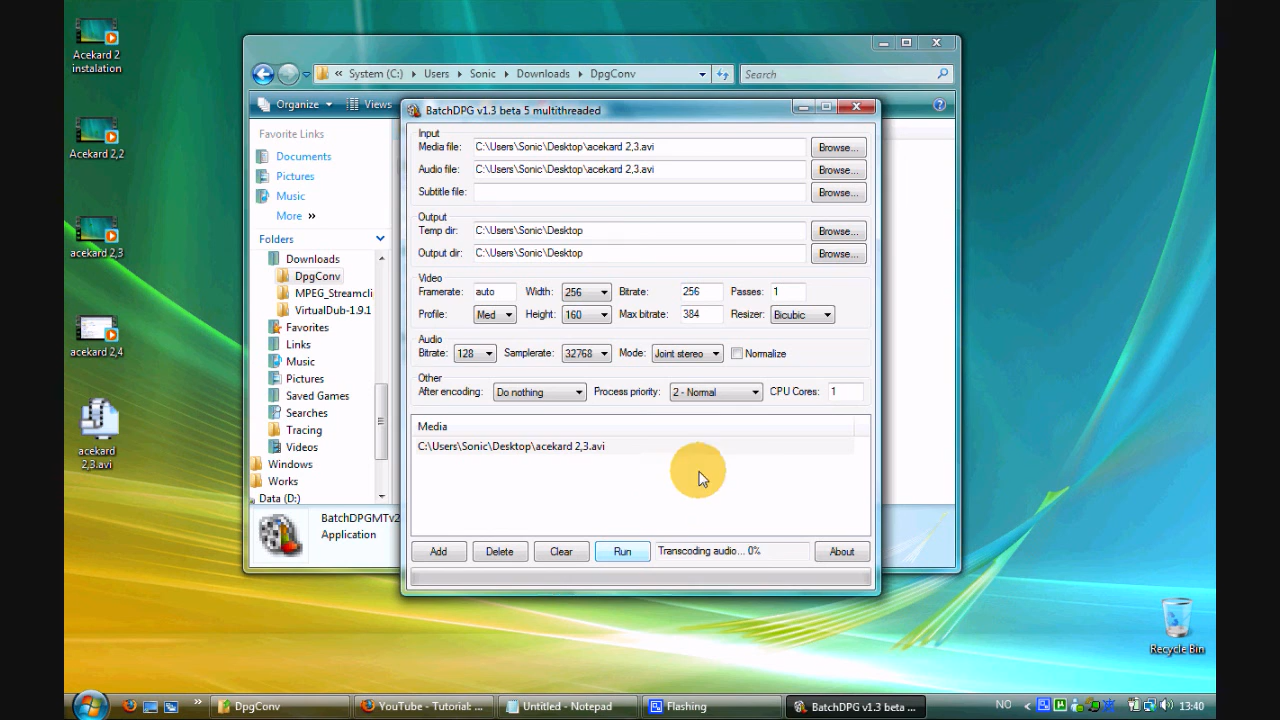 Acekard 2
instalation
Acekard 2,2
acekard 2,3
acekard 2,4
acekard
2,3.avi
Recycle Bin
« System (C:) Users Sonic Downloads DpgConv
Search
Organize Views
Favorite Links
Documents
Pictures
Music
More »
Folders
Downloads
DpgConv
MPEG_Streamcli
VirtualDub-1.9.1
Favorites
Links
Music
Pictures
Saved Games
Searches
Tracing
Videos
Windows
Works
Data (D:)
BatchDPGMTv2
Application
BatchDPG v1.3 beta 5 multithreaded
Input
Media file: C:\Users\Sonic\Desktop\acekard 2,3.avi Browse...
Audio file: C:\Users\Sonic\Desktop\acekard 2,3.avi Browse...
Subtitle file: Browse...
Output
Temp dir: C:\Users\Sonic\Desktop Browse...
Output dir: C:\Users\Sonic\Desktop Browse...
Video
Framerate: auto Width: 256 Bitrate: 256 Passes: 1
Profile: Med Height: 160 Max bitrate: 384 Resizer: Bicubic
Audio
Bitrate: 128 Samplerate: 32768 Mode: Joint stereo Normalize
Other
After encoding: Do nothing Process priority: 2 - Normal CPU Cores: 1
Media
C:\Users\Sonic\Desktop\acekard 2,3.avi
Add Delete Clear Run Transcoding audio... 0% About
» DpgConv YouTube - Tutorial: ... Untitled - Notepad Flashing BatchDPG v1.3 beta ... NO < 13:40